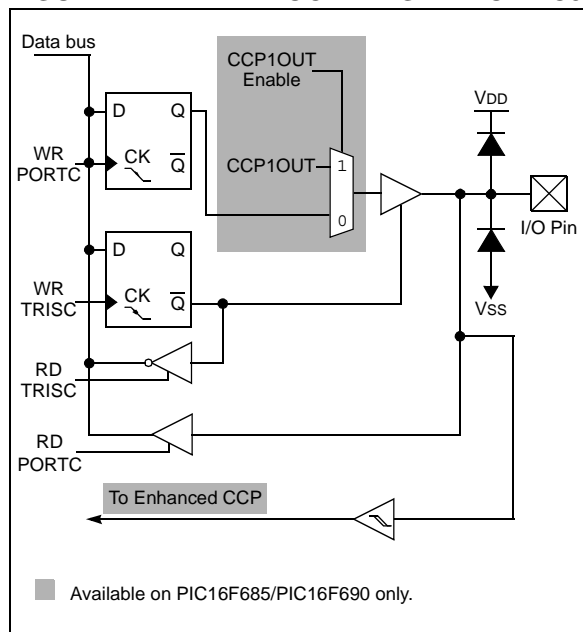 Data bus
CCP1OUT
Enable
VDD
D Q
WR
PORTC
CK Q
CCP1OUT
1
0
I/O Pin
D Q
WR
TRISC
CK Q
VSS
RD
TRISC
RD
PORTC
To Enhanced CCP
Available on PIC16F685/PIC16F690 only.